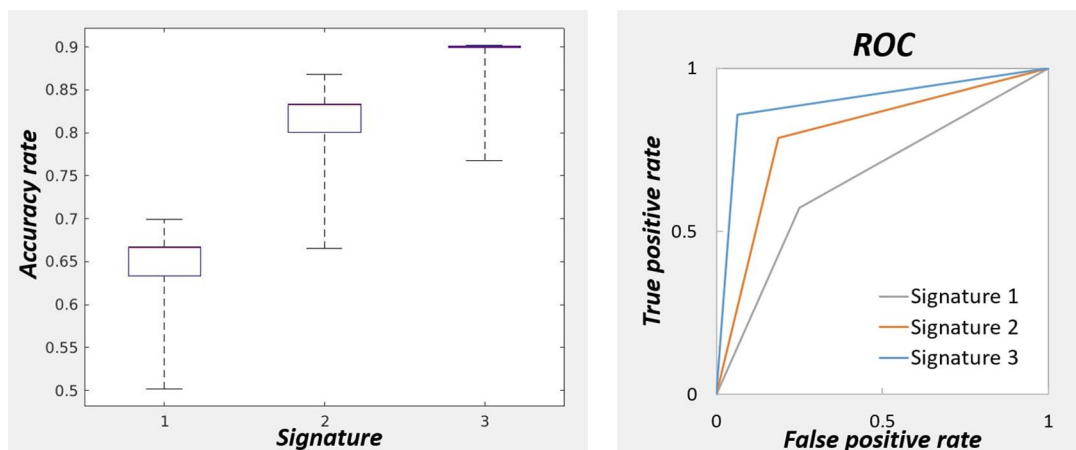 0.9
0.85
0.8
0.75
0.7
0.65
0.6
0.55
0.5
Accuracy rate
1 2 3
Signature
ROC
1
0.5
0
True positive rate
Signature 1
Signature 2
Signature 3
0 0.5 1
False positive rate